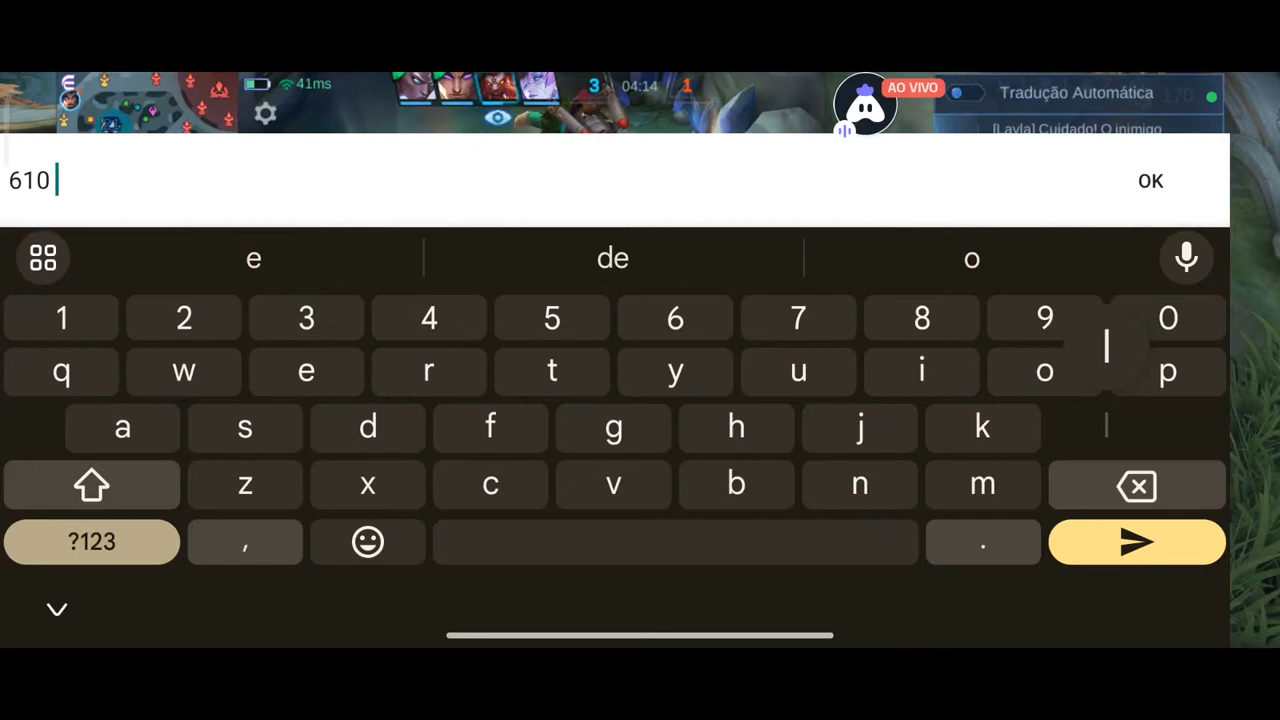 41ms
3 04:14 1
AO VIVO
Tradução Automática
[Layla] Cuidado! O inimigo
610
OK
e de o
1 2 3 4 5 6 7 8 9 0
q w e r t y u i o p
a s d f g h j k l
z x c v b n m
?123 , .